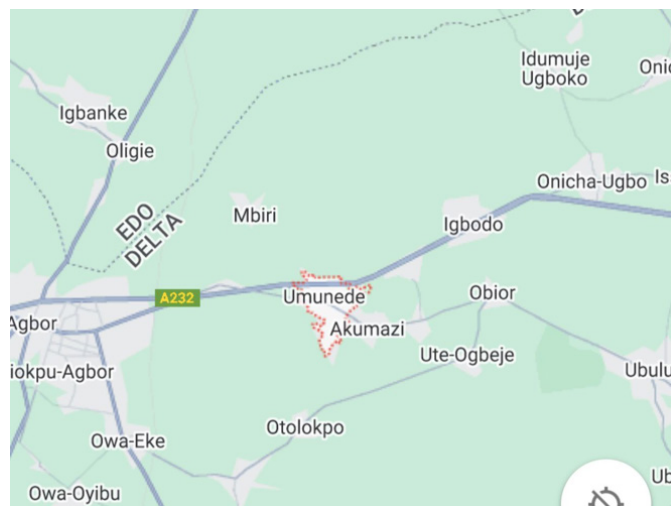 Idumuje
Ugboko
Onic
Igbanke
Oligie
Onicha-Ugbo
Is
Mbiri
Igbodo
EDO
DELTA
A232
Umunede
Obior
Agbor
Akumazi
Ute-Ogbeje
iokpu-Agbor
Ubulu
Owa-Eke
Otolokpo
Owa-Oyibu
Ub